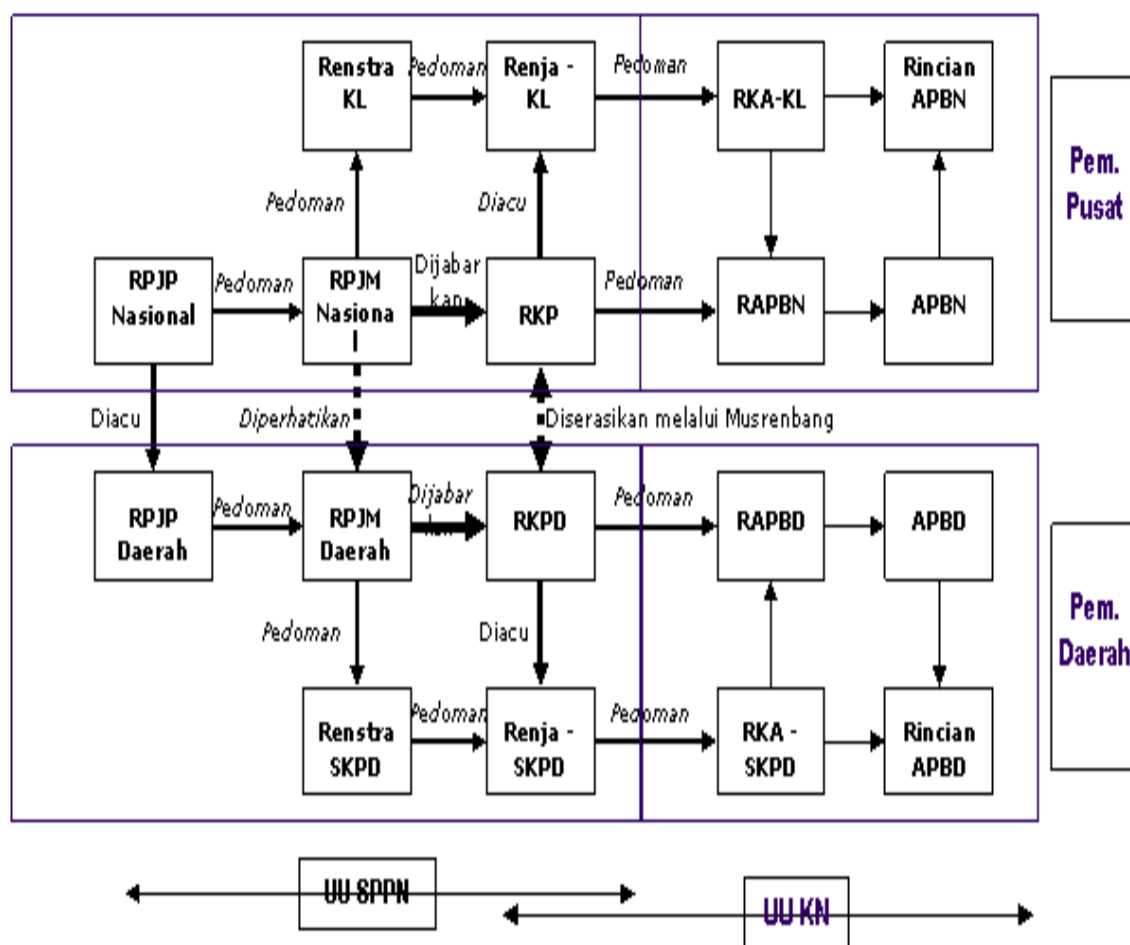 Renstra
KL
Pedoman
Renja -
KL
Pedoman
RKA-KL
Rincian
APBN
Pem.
Pusat
Pedoman
Diacu
RPJP
Nasional
Pedoman
RPJM
Nasiona
l
Dijabar
kan
RKP
Pedoman
RAPBN
APBN
Diacu
Diperhatikan
Diserasikan melalui Musrenbang
RPJP
Daerah
Pedoman
RPJM
Daerah
Dijabar
kan
RKPD
Pedoman
RAPBD
APBD
Pem.
Daerah
Pedoman
Diacu
Renstra
SKPD
Pedoman
Renja -
SKPD
Pedoman
RKA -
SKPD
Rincian
APBD
UU SPPN
UU KN